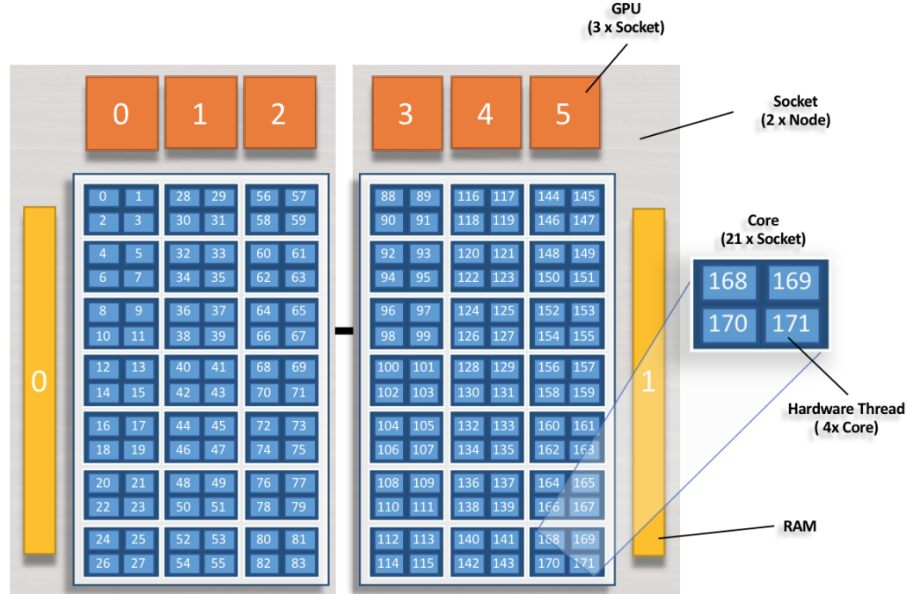 GPU
(3 x Socket)
0 1 2 3 4 5
Socket
(2 x Node)
0 1 28 29 56 57 88 89 116 117 144 145
2 3 30 31 58 59 90 91 118 119 146 147
4 5 32 33 60 61 92 93 120 121 148 149
6 7 34 35 62 63 94 95 122 123 150 151
Core
(21 x Socket)
8 9 36 37 64 65 96 97 124 125 152 153
10 11 38 39 66 67 98 99 126 127 154 155
168 169
170 171
12 13 40 41 68 69 100 101 128 129 156 157
14 15 42 43 70 71 102 103 130 131 158 159
0
1
Hardware Thread
( 4x Core)
16 17 44 45 72 73 104 105 132 133 160 161
18 19 46 47 74 75 106 107 134 135 162 163
20 21 48 49 76 77 108 109 136 137 164 165
22 23 50 51 78 79 110 111 138 139 166 167
RAM
24 25 52 53 80 81 112 113 140 141 168 169
26 27 54 55 82 83 114 115 142 143 170 171